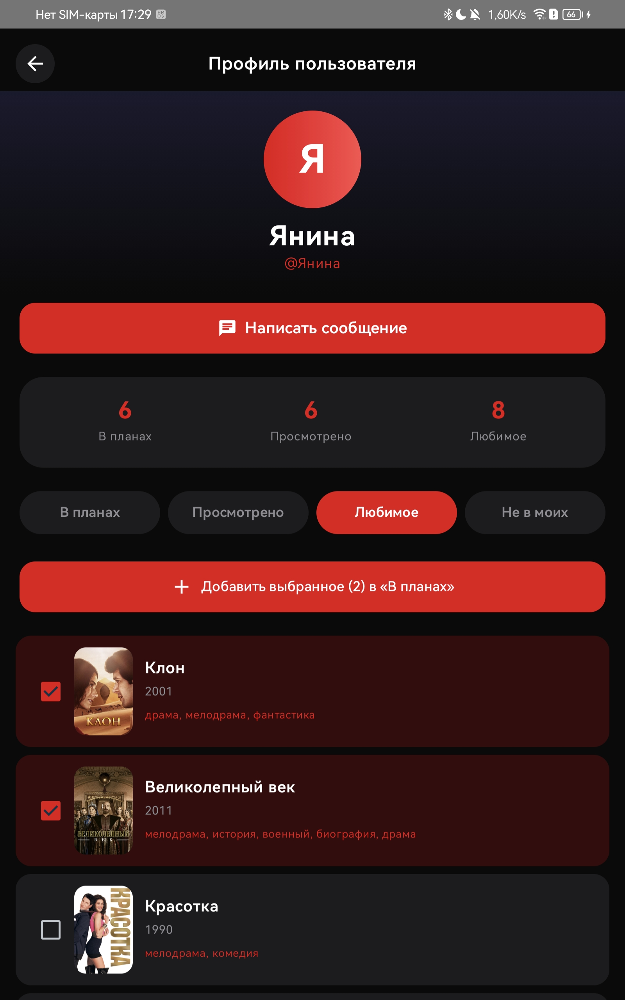 Нет SIM-карты 17:29 HMOS
1,60K/s 66
Профиль пользователя
Я
Янина
@Янина
Написать сообщение
6 6 8
В планах Просмотрено Любимое
В планах Просмотрено Любимое Не в моих
+ Добавить выбранное (2) в «В планах»
Клон
2001
драма, мелодрама, фантастика
КЛОН
Великолепный век
2011
мелодрама, история, военный, биография, драма
ВЕЛИКОЛЕПНЫЙ
ВЕК
Красотка
1990
мелодрама, комедия
КРАСОТКА